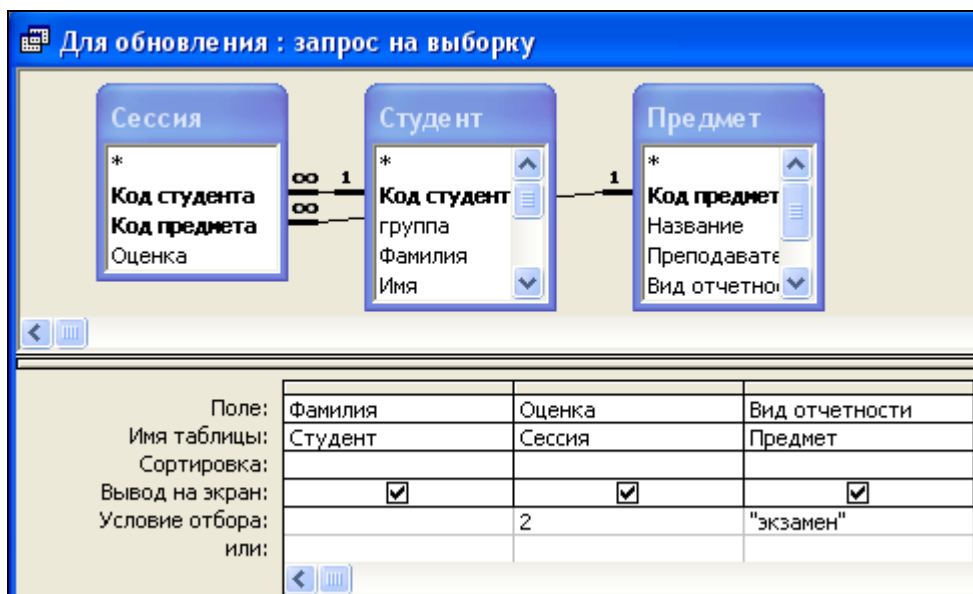 Для обновления : запрос на выборку
Сессия
*
Код студента
Код предмета
Оценка
∞ 1
∞
Студент
*
Код студент
группа
Фамилия
Имя
1
Предмет
*
Код предмет
Название
Преподавате
Вид отчетно
Поле: Фамилия Оценка Вид отчетности
Имя таблицы: Студент Сессия Предмет
Сортировка:
Вывод на экран:
Условие отбора: 2 "экзамен"
или: